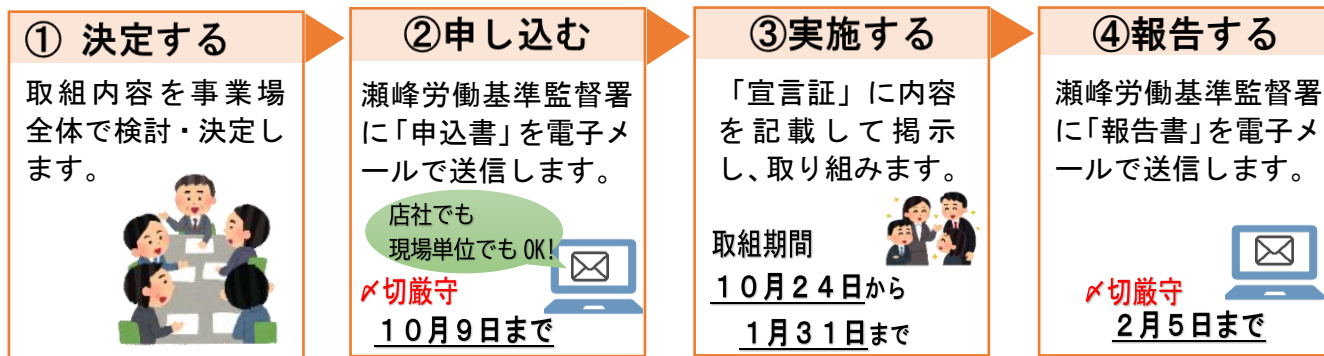 ① 決定する
取組内容を事業場
全体で検討・決定し
ます。
②申し込む
瀬峰労働基準監督署
に「申込書」を電子メ
ールで送信します。
店社でも
現場単位でも OK!
〆切厳守
１０月９日まで
③実施する
「宣言証」に内容
を記載して掲示
し、取り組みます。
取組期間
１０月２４日から
１月３１日まで
④報告する
瀬峰労働基準監督署
に「報告書」を電子メ
ールで送信します。
〆切厳守
２月５日まで